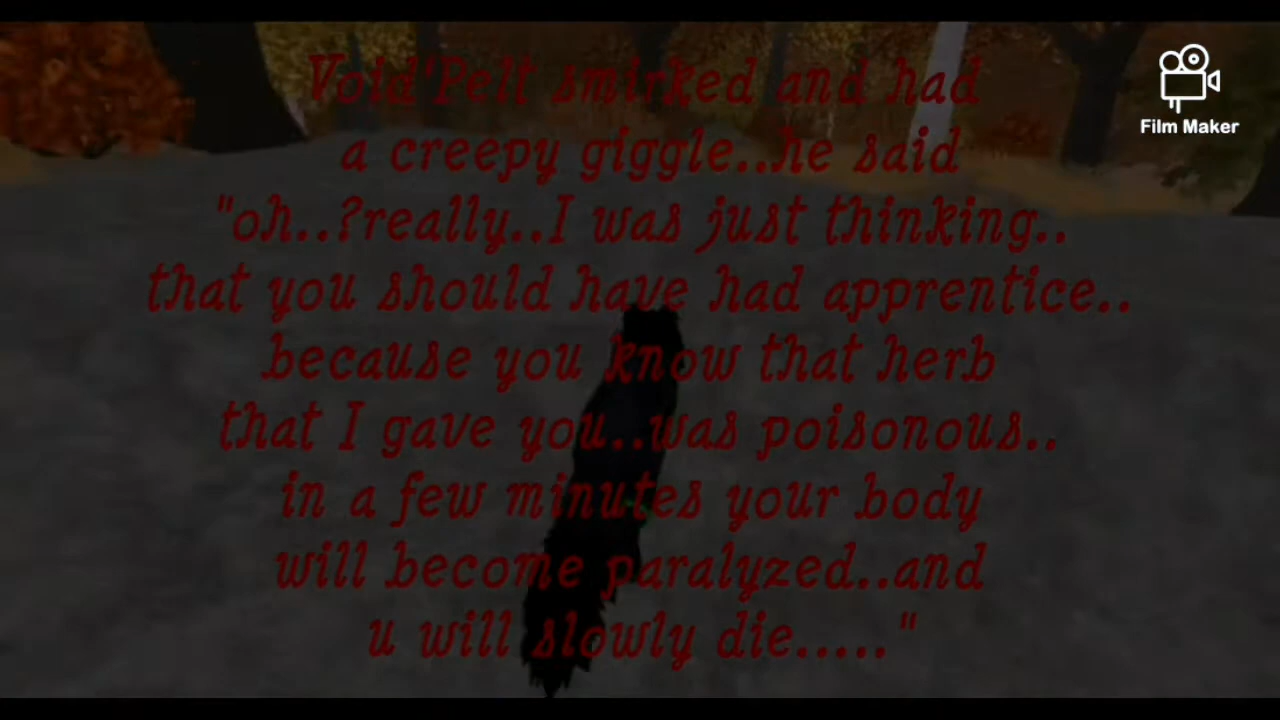 Void'Pelt smirked and had
a creepy giggle..he said
"oh..?really..I was just thinking..
that you should have had apprentice..
because you know that herb
that I gave you..was poisonous..
in a few minutes your body
will become paralyzed..and
u will slowly die....."
Film Maker